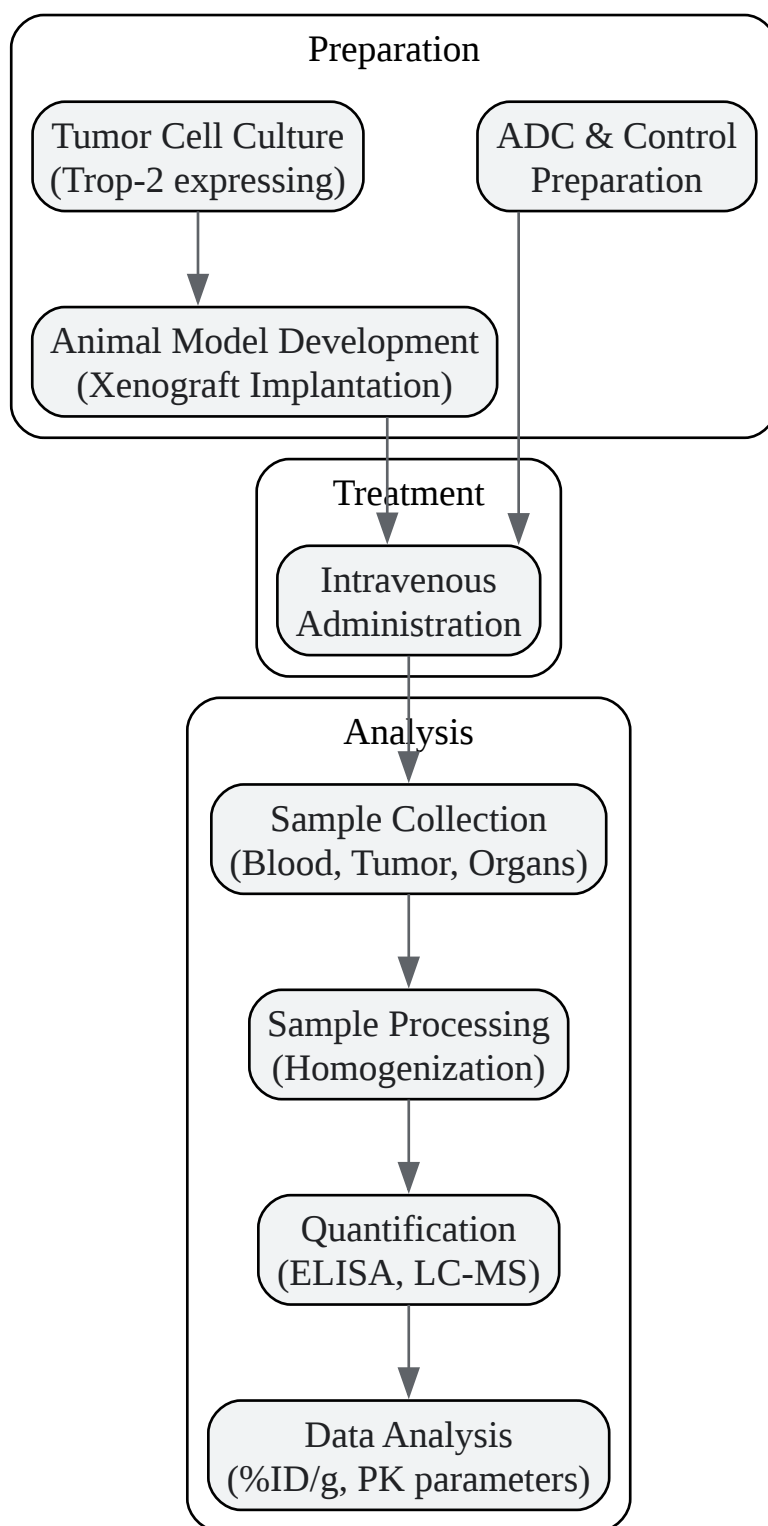 Preparation
Tumor Cell Culture
(Trop-2 expressing)
ADC & Control
Preparation
Animal Model Development
(Xenograft Implantation)
Treatment
Intravenous
Administration
Analysis
Sample Collection
(Blood, Tumor, Organs)
Sample Processing
(Homogenization)
Quantification
(ELISA, LC-MS)
Data Analysis
(%ID/g, PK parameters)